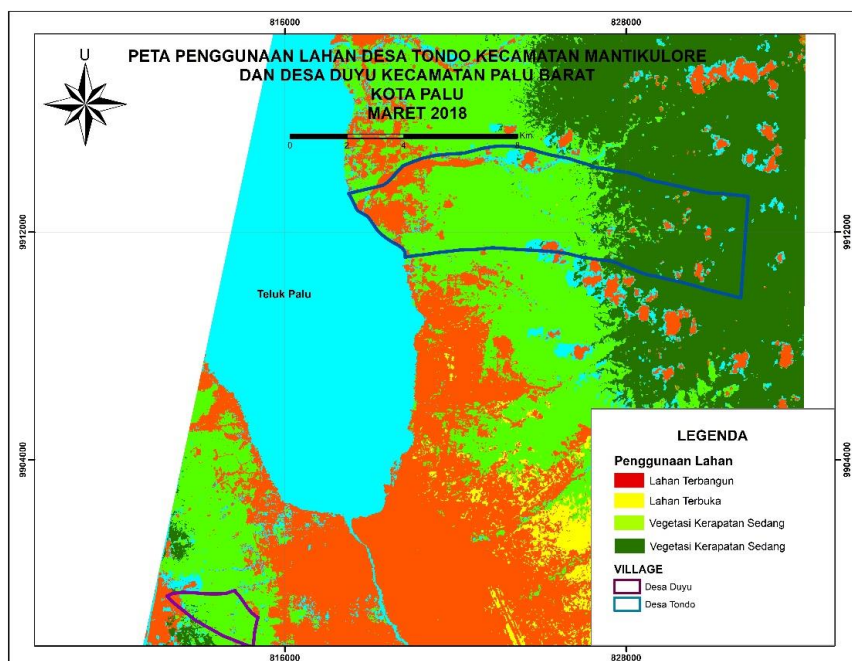 816000 828000
U
PETA PENGGUNAAN LAHAN DESA TONDO KECAMATAN MANTIKULORE
DAN DESA DUYU KECAMATAN PALU BARAT
KOTA PALU
MARET 2018
Km
0 2 4 8
9912000 9912000
Teluk Palu
9904000 9904000
LEGENDA
Penggunaan Lahan
Lahan Terbangun
Lahan Terbuka
Vegetasi Kerapatan Sedang
Vegetasi Kerapatan Sedang
VILLAGE
Desa Duyu
Desa Tondo
816000 828000